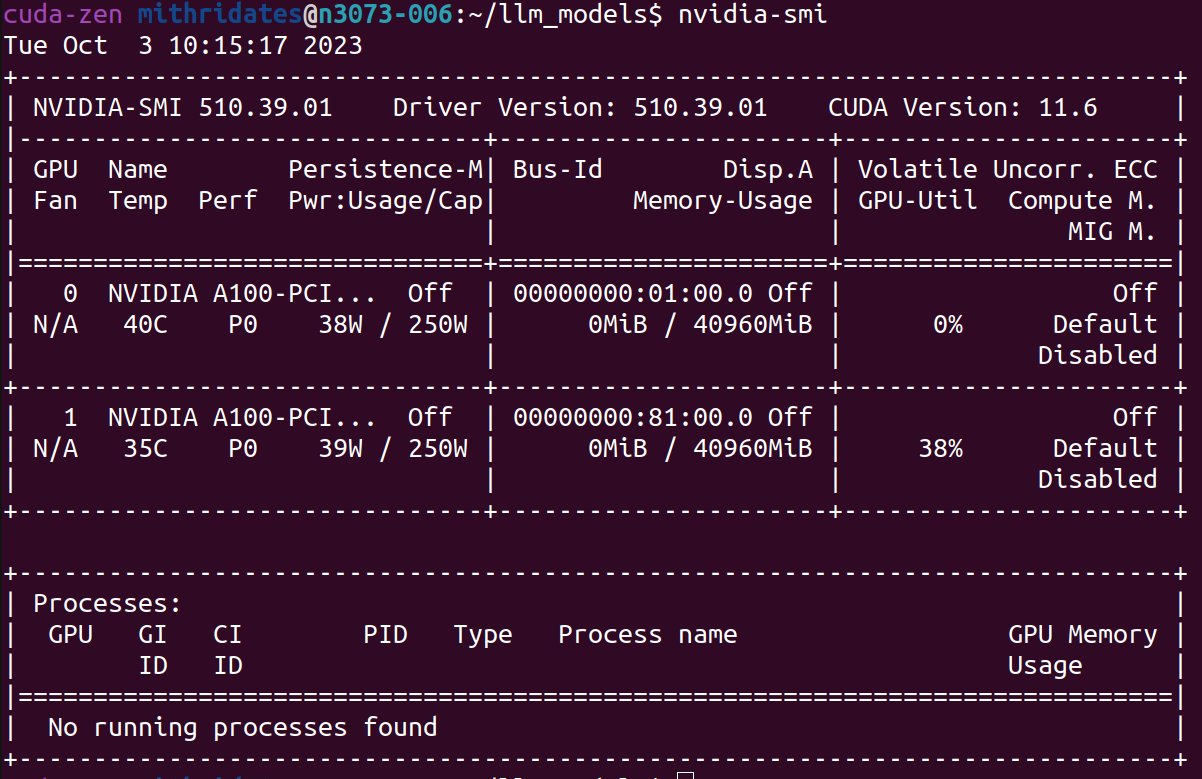 cuda-zen mithridates@n3073-006:~/llm_models$ nvidia-smi
Tue Oct  3 10:15:17 2023
+-----------------------------------------------------------------------------+
| NVIDIA-SMI 510.39.01    Driver Version: 510.39.01    CUDA Version: 11.6     |
|-------------------------------+----------------------+----------------------+
| GPU  Name        Persistence-M| Bus-Id        Disp.A | Volatile Uncorr. ECC |
| Fan  Temp  Perf  Pwr:Usage/Cap|         Memory-Usage | GPU-Util  Compute M. |
|                               |                      |               MIG M. |
|===============================+======================+======================|
|   0  NVIDIA A100-PCI...  Off  | 00000000:01:00.0 Off |                  Off |
| N/A   40C    P0    38W / 250W |      0MiB / 40960MiB |      0%      Default |
|                               |                      |             Disabled |
+-------------------------------+----------------------+----------------------+
|   1  NVIDIA A100-PCI...  Off  | 00000000:81:00.0 Off |                  Off |
| N/A   35C    P0    39W / 250W |      0MiB / 40960MiB |     38%      Default |
|                               |                      |             Disabled |
+-------------------------------+----------------------+----------------------+

+-----------------------------------------------------------------------------+
| Processes:                                                                  |
|  GPU   GI   CI        PID   Type   Process name                  GPU Memory |
|        ID   ID                                                   Usage      |
|=============================================================================|
|  No running processes found                                                 |
+-----------------------------------------------------------------------------+